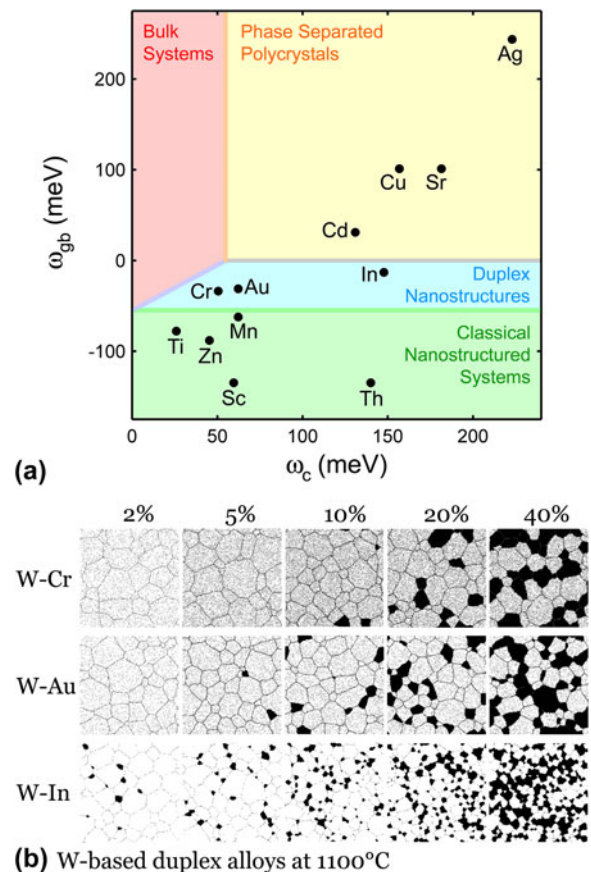 Bulk
Systems
Phase Separated
Polycrystals
Ag
200
ω_gb (meV)
100
Cu Sr
Cd
0
In
Duplex
Nanostructures
Cr Au
Mn
Ti
Zn
-100
Classical
Nanostructured
Systems
Sc
Th
0 50 100 150 200
(a)
ω_c (meV)
2% 5% 10% 20% 40%
W-Cr
W-Au
W-In
(b) W-based duplex alloys at 1100°C